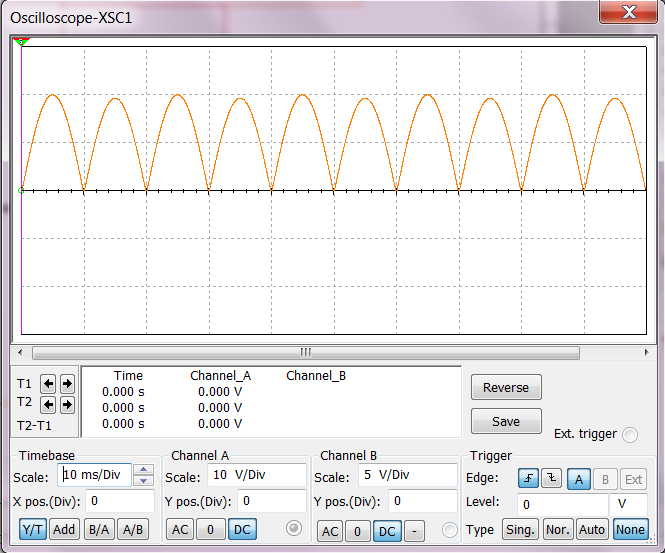 Oscilloscope-XSC1
Time Channel_A Channel_B
T1 0.000 s 0.000 V
T2 0.000 s 0.000 V
T2-T1 0.000 s 0.000 V
Reverse
Save
Ext. trigger
Timebase
Scale: 10 ms/Div
X pos.(Div): 0
Y/T Add B/A A/B
Channel A
Scale: 10 V/Div
Y pos.(Div): 0
AC 0 DC
Channel B
Scale: 5 V/Div
Y pos.(Div): 0
AC 0 DC -
Trigger
Edge: A B Ext
Level: 0 V
Type Sing. Nor. Auto None